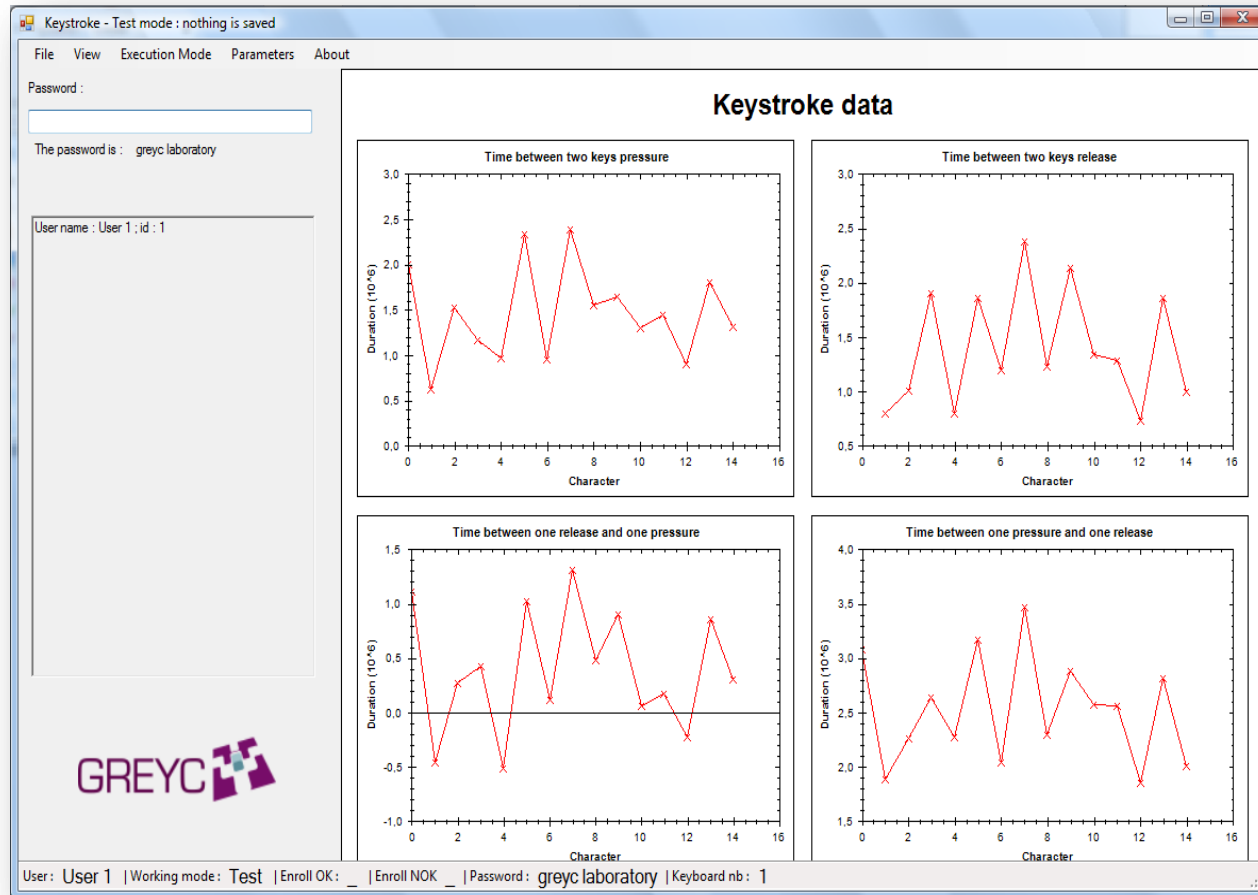 Keystroke - Test mode : nothing is saved
File View Execution Mode Parameters About
Password :
The password is : greyc laboratory
User name : User 1 ; id : 1
GREYC
Keystroke data
Time between two keys pressure
Duration (10^6)
3,0
2,5
2,0
1,5
1,0
0,5
0,0
0 2 4 6 8 10 12 14 16
Character
Time between two keys release
Duration (10^6)
3,0
2,5
2,0
1,5
1,0
0,5
0 2 4 6 8 10 12 14 16
Character
Time between one release and one pressure
Duration (10^6)
1,5
1,0
0,5
0,0
-0,5
-1,0
0 2 4 6 8 10 12 14 16
Character
Time between one pressure and one release
Duration (10^6)
4,0
3,5
3,0
2,5
2,0
1,5
0 2 4 6 8 10 12 14 16
Character
User : User 1 | Working mode : Test | Enroll OK : _ | Enroll NOK _ | Password : greyc laboratory | Keyboard nb : 1